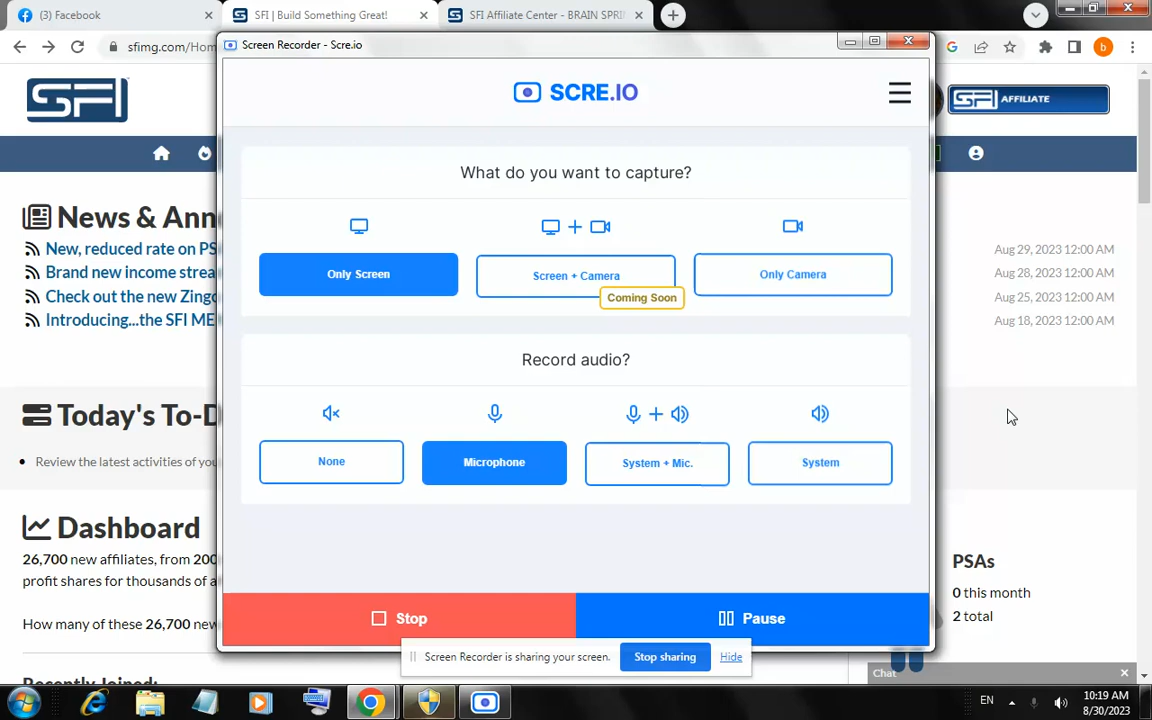 (1) Facebook
SFI | Build Something Great!
SFI Affiliate Center - BRAIN SPRI
sfimg.com/Hom
b
Screen Recorder - Scre.io
SCRE.IO
SFI
SFI AFFILIATE
What do you want to capture?
Only Screen
Screen + Camera
Only Camera
Coming Soon
News & Ann
New, reduced rate on PS
Aug 29, 2023 12:00 AM
Brand new income strea
Aug 28, 2023 12:00 AM
Check out the new Zingo
Aug 25, 2023 12:00 AM
Introducing...the SFI ME
Aug 18, 2023 12:00 AM
Record audio?
None
Microphone
System + Mic.
System
Today's To-D
Review the latest activities of you
Dashboard
26,700 new affiliates, from 200
profit shares for thousands of a
How many of these 26,700 new
Recently Joined:
PSAs
0 this month
2 total
Stop
Pause
Screen Recorder is sharing your screen.
Stop sharing
Hide
Chat
EN
10:19 AM
8/30/2023